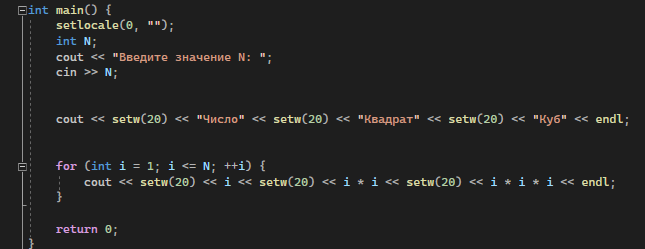 int main() {
setlocale(0, "");
int N;
cout << "Введите значение N: ";
cin >> N;
cout << setw(20) << "Число" << setw(20) << "Квадрат" << setw(20) << "Куб" << endl;
for (int i = 1; i <= N; ++i) {
cout << setw(20) << i << setw(20) << i * i << setw(20) << i * i * i << endl;
}
return 0;
}